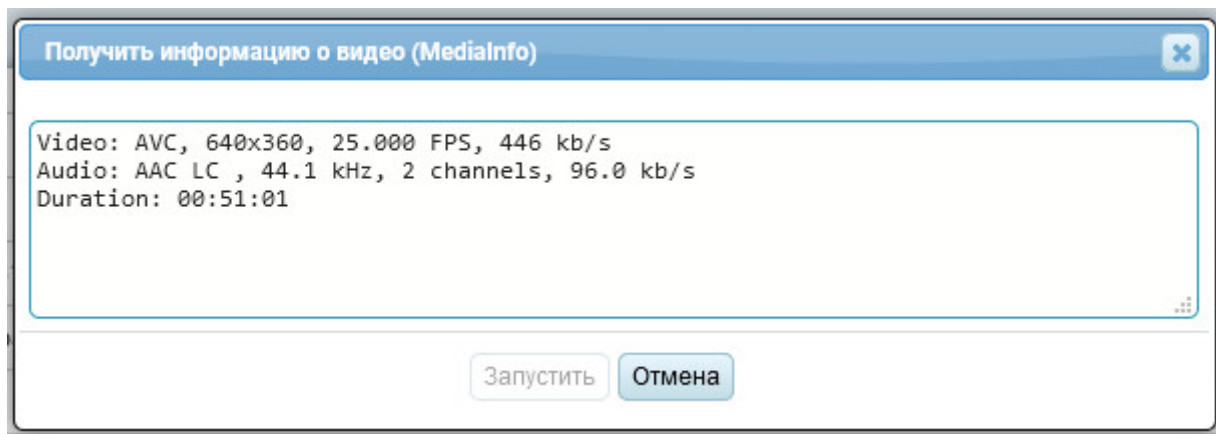 Получить информацию о видео (MediaInfo)
Video: AVC, 640x360, 25.000 FPS, 446 kb/s
Audio: AAC LC , 44.1 kHz, 2 channels, 96.0 kb/s
Duration: 00:51:01
Запустить Отмена